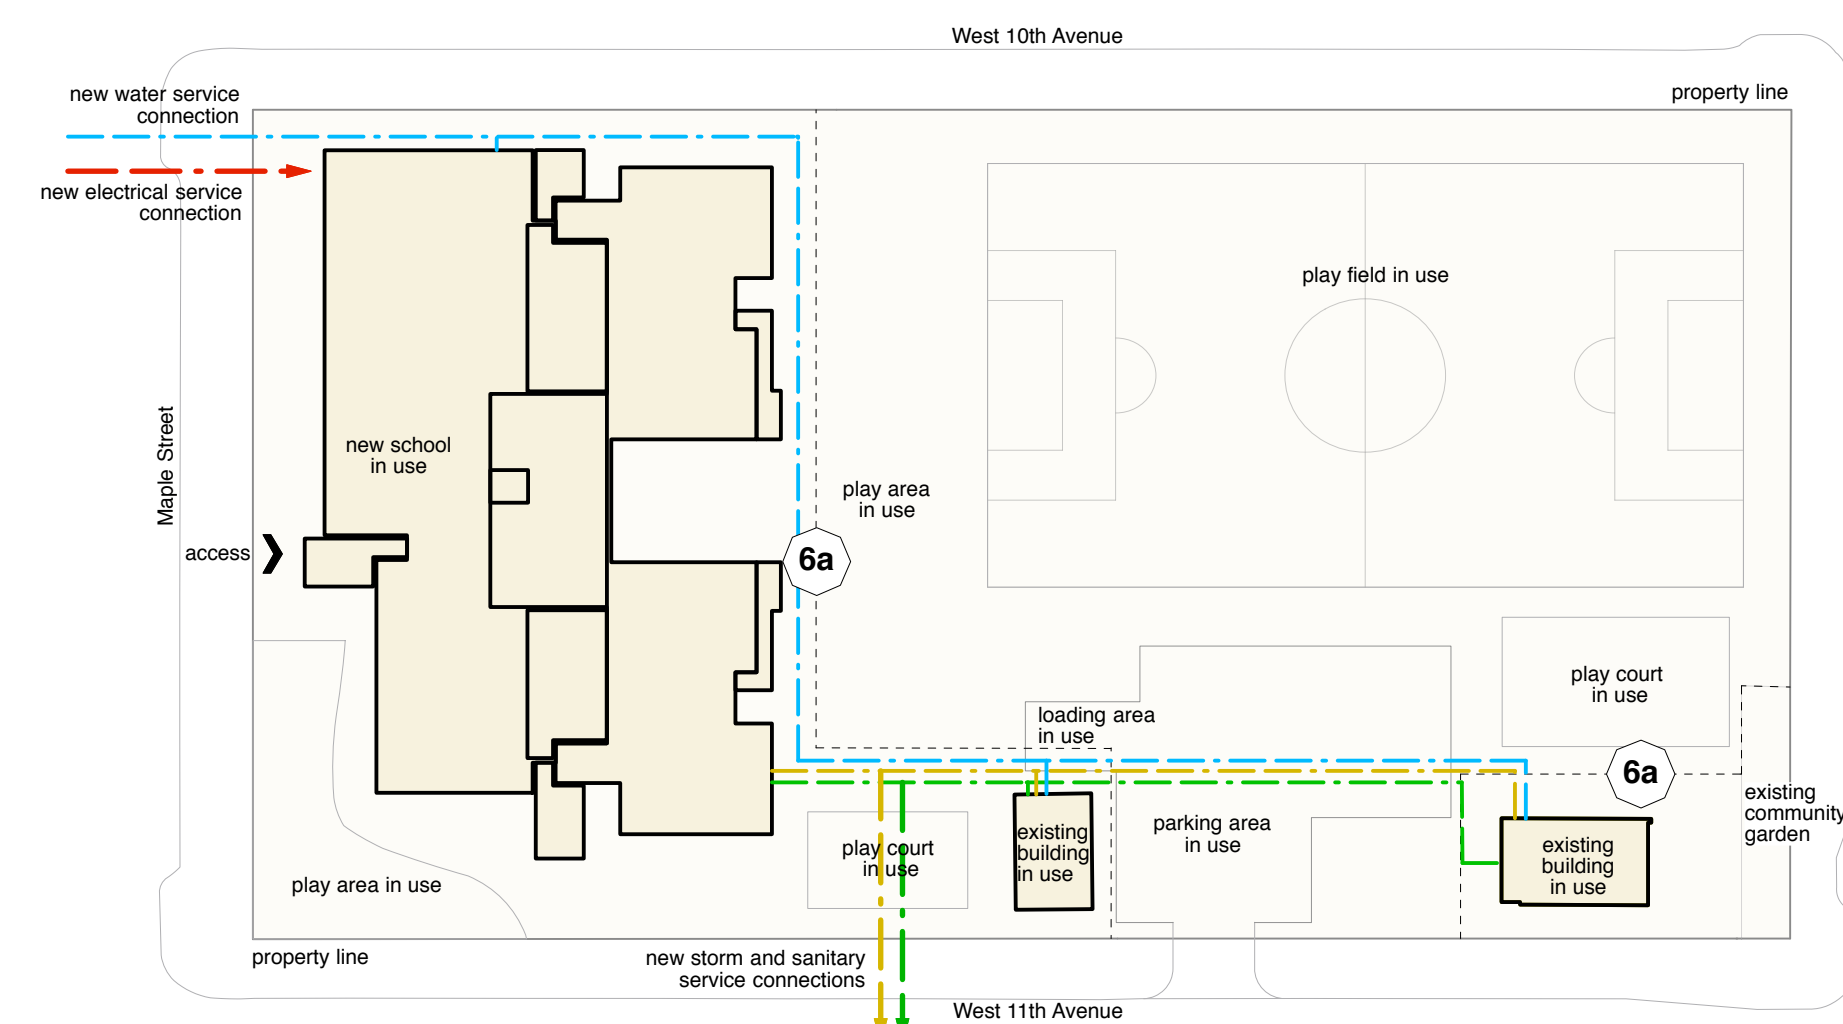 West 10th Avenue
new water service
connection
property line
new electrical service
connection
play field in use
Maple Street
new school
in use
play area
in use
access
6a
play court
in use
loading area
in use
6a
existing
community
garden
existing
building
in use
parking area
in use
play court
in use
existing
building
in use
play area in use
property line
new storm and sanitary
service connections
West 11th Avenue